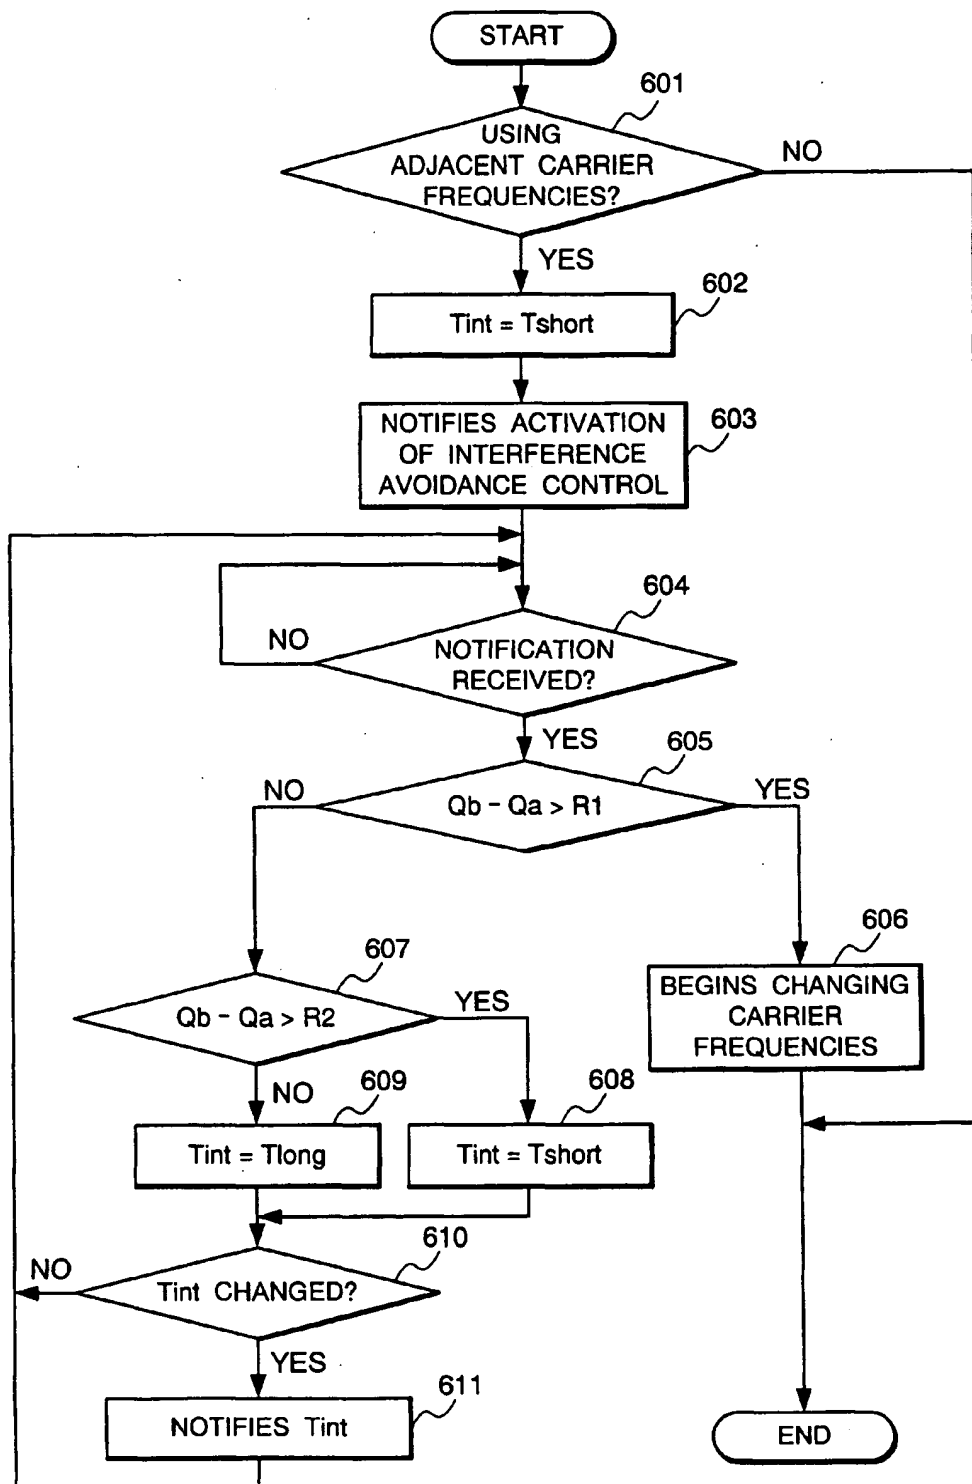 START
601
USING
ADJACENT CARRIER
FREQUENCIES?
NO
YES
602
Tint = Tshort
603
NOTIFIES ACTIVATION
OF INTERFERENCE
AVOIDANCE CONTROL
604
NO
NOTIFICATION
RECEIVED?
YES
605
NO
Qb - Qa > R1
YES
606
BEGINS CHANGING
CARRIER
FREQUENCIES
607
Qb - Qa > R2
YES
NO
609
608
Tint = Tlong
Tint = Tshort
610
NO
Tint CHANGED?
YES
611
NOTIFIES Tint
END